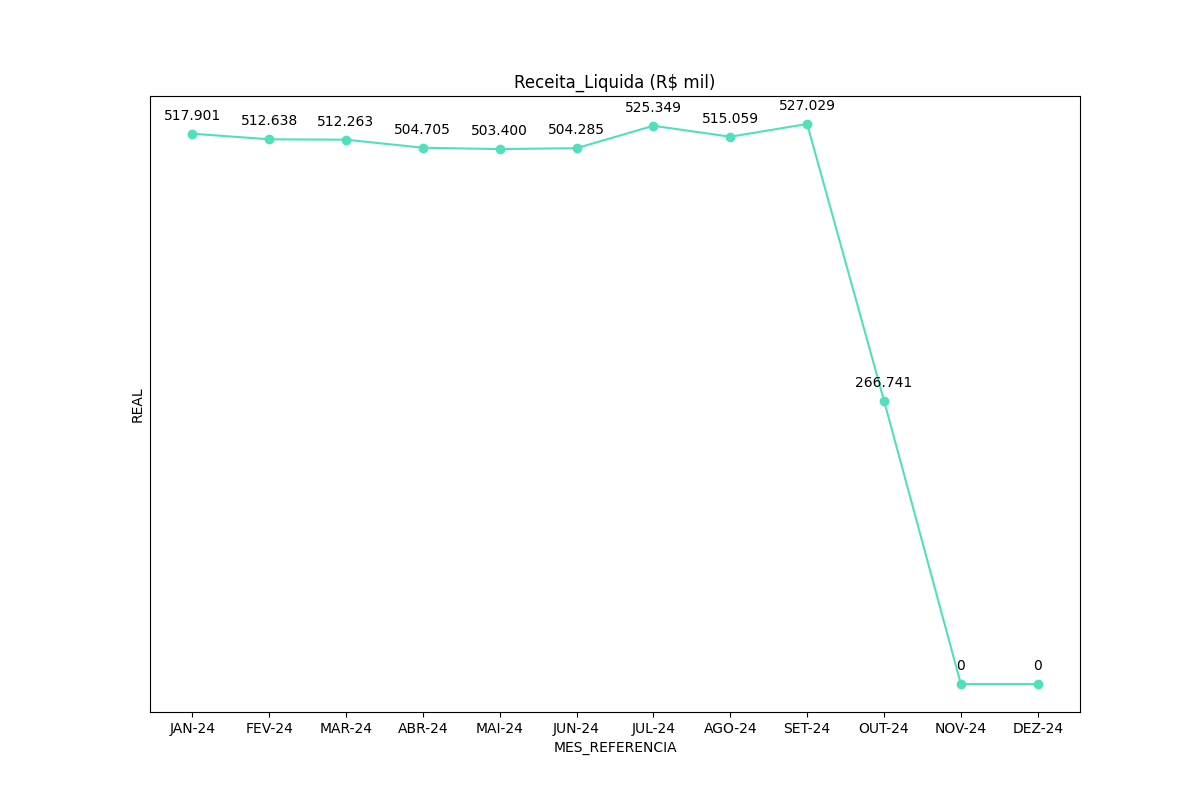 Receita_Liquida (R$ mil)
517.901
512.638
512.263
504.705
503.400
504.285
525.349
515.059
527.029
266.741
0
0
REAL
JAN-24
FEV-24
MAR-24
ABR-24
MAI-24
JUN-24
JUL-24
AGO-24
SET-24
OUT-24
NOV-24
DEZ-24
MES_REFERENCIA